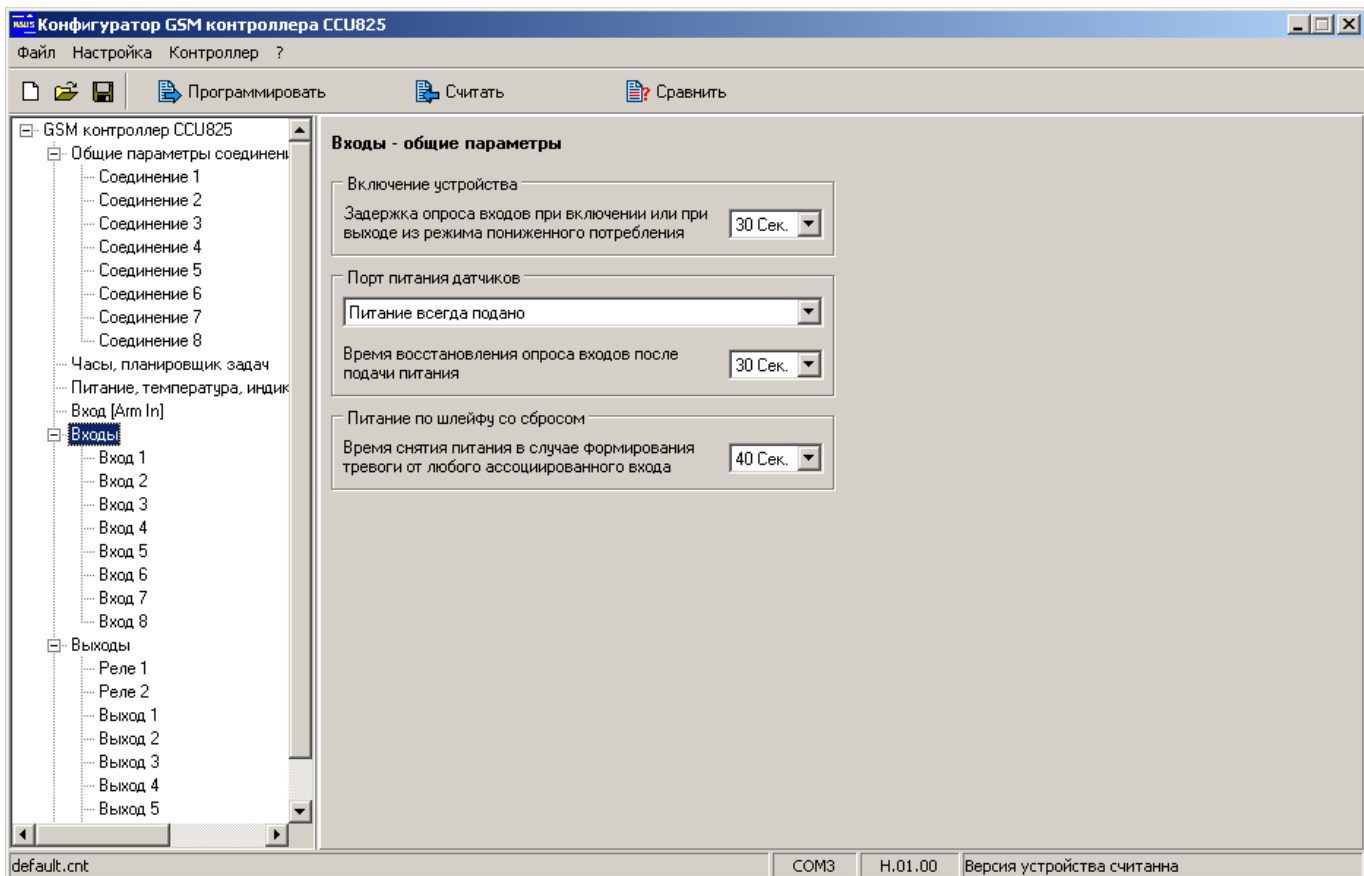 Конфигуратор GSM контроллера CCU825
Файл Настройка Контроллер ?
Программировать Считать Сравнить
GSM контроллер CCU825
Общие параметры соединени
Соединение 1
Соединение 2
Соединение 3
Соединение 4
Соединение 5
Соединение 6
Соединение 7
Соединение 8
Часы, планировщик задач
Питание, температура, индик
Вход [Arm In]
Входы
Вход 1
Вход 2
Вход 3
Вход 4
Вход 5
Вход 6
Вход 7
Вход 8
Выходы
Реле 1
Реле 2
Выход 1
Выход 2
Выход 3
Выход 4
Выход 5
Входы - общие параметры
Включение устройства
Задержка опроса входов при включении или при
выходе из режима пониженного потребления
30 Сек.
Порт питания датчиков
Питание всегда подано
Время восстановления опроса входов после
подачи питания
30 Сек.
Питание по шлейфу со сбросом
Время снятия питания в случае формирования
тревоги от любого ассоциированного входа
40 Сек.
default.cnt COM3 H.01.00 Версия устройства считанна